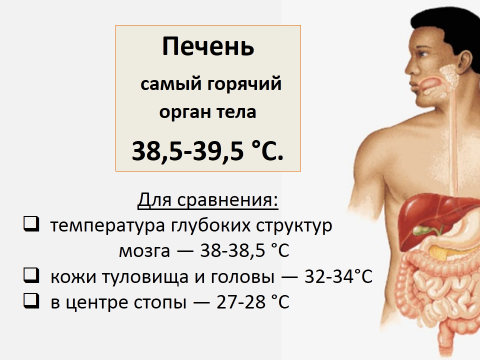 Печень
самый горячий
орган тела
38,5-39,5 °C.
Для сравнения:
температура глубоких структур
мозга — 38-38,5 °C
кожи туловища и головы — 32-34°C
в центре стопы — 27-28 °C